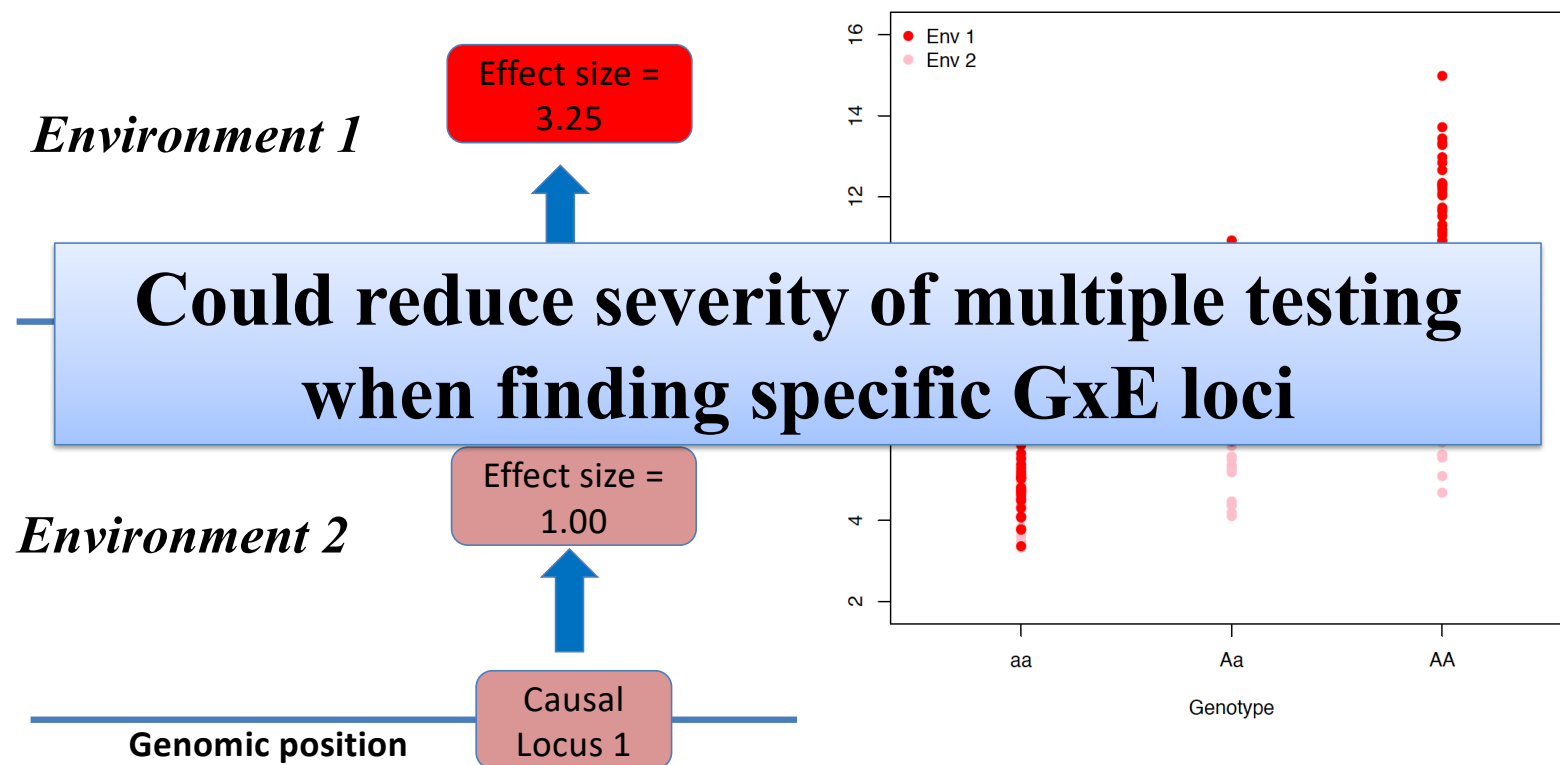 Environment 1
Effect size =
3.25
Could reduce severity of multiple testing
when finding specific GxE loci
Environment 2
Effect size =
1.00
Causal
Locus 1
Genomic position
Env 1
Env 2
16
14
12
4
2
aa
Aa
AA
Genotype